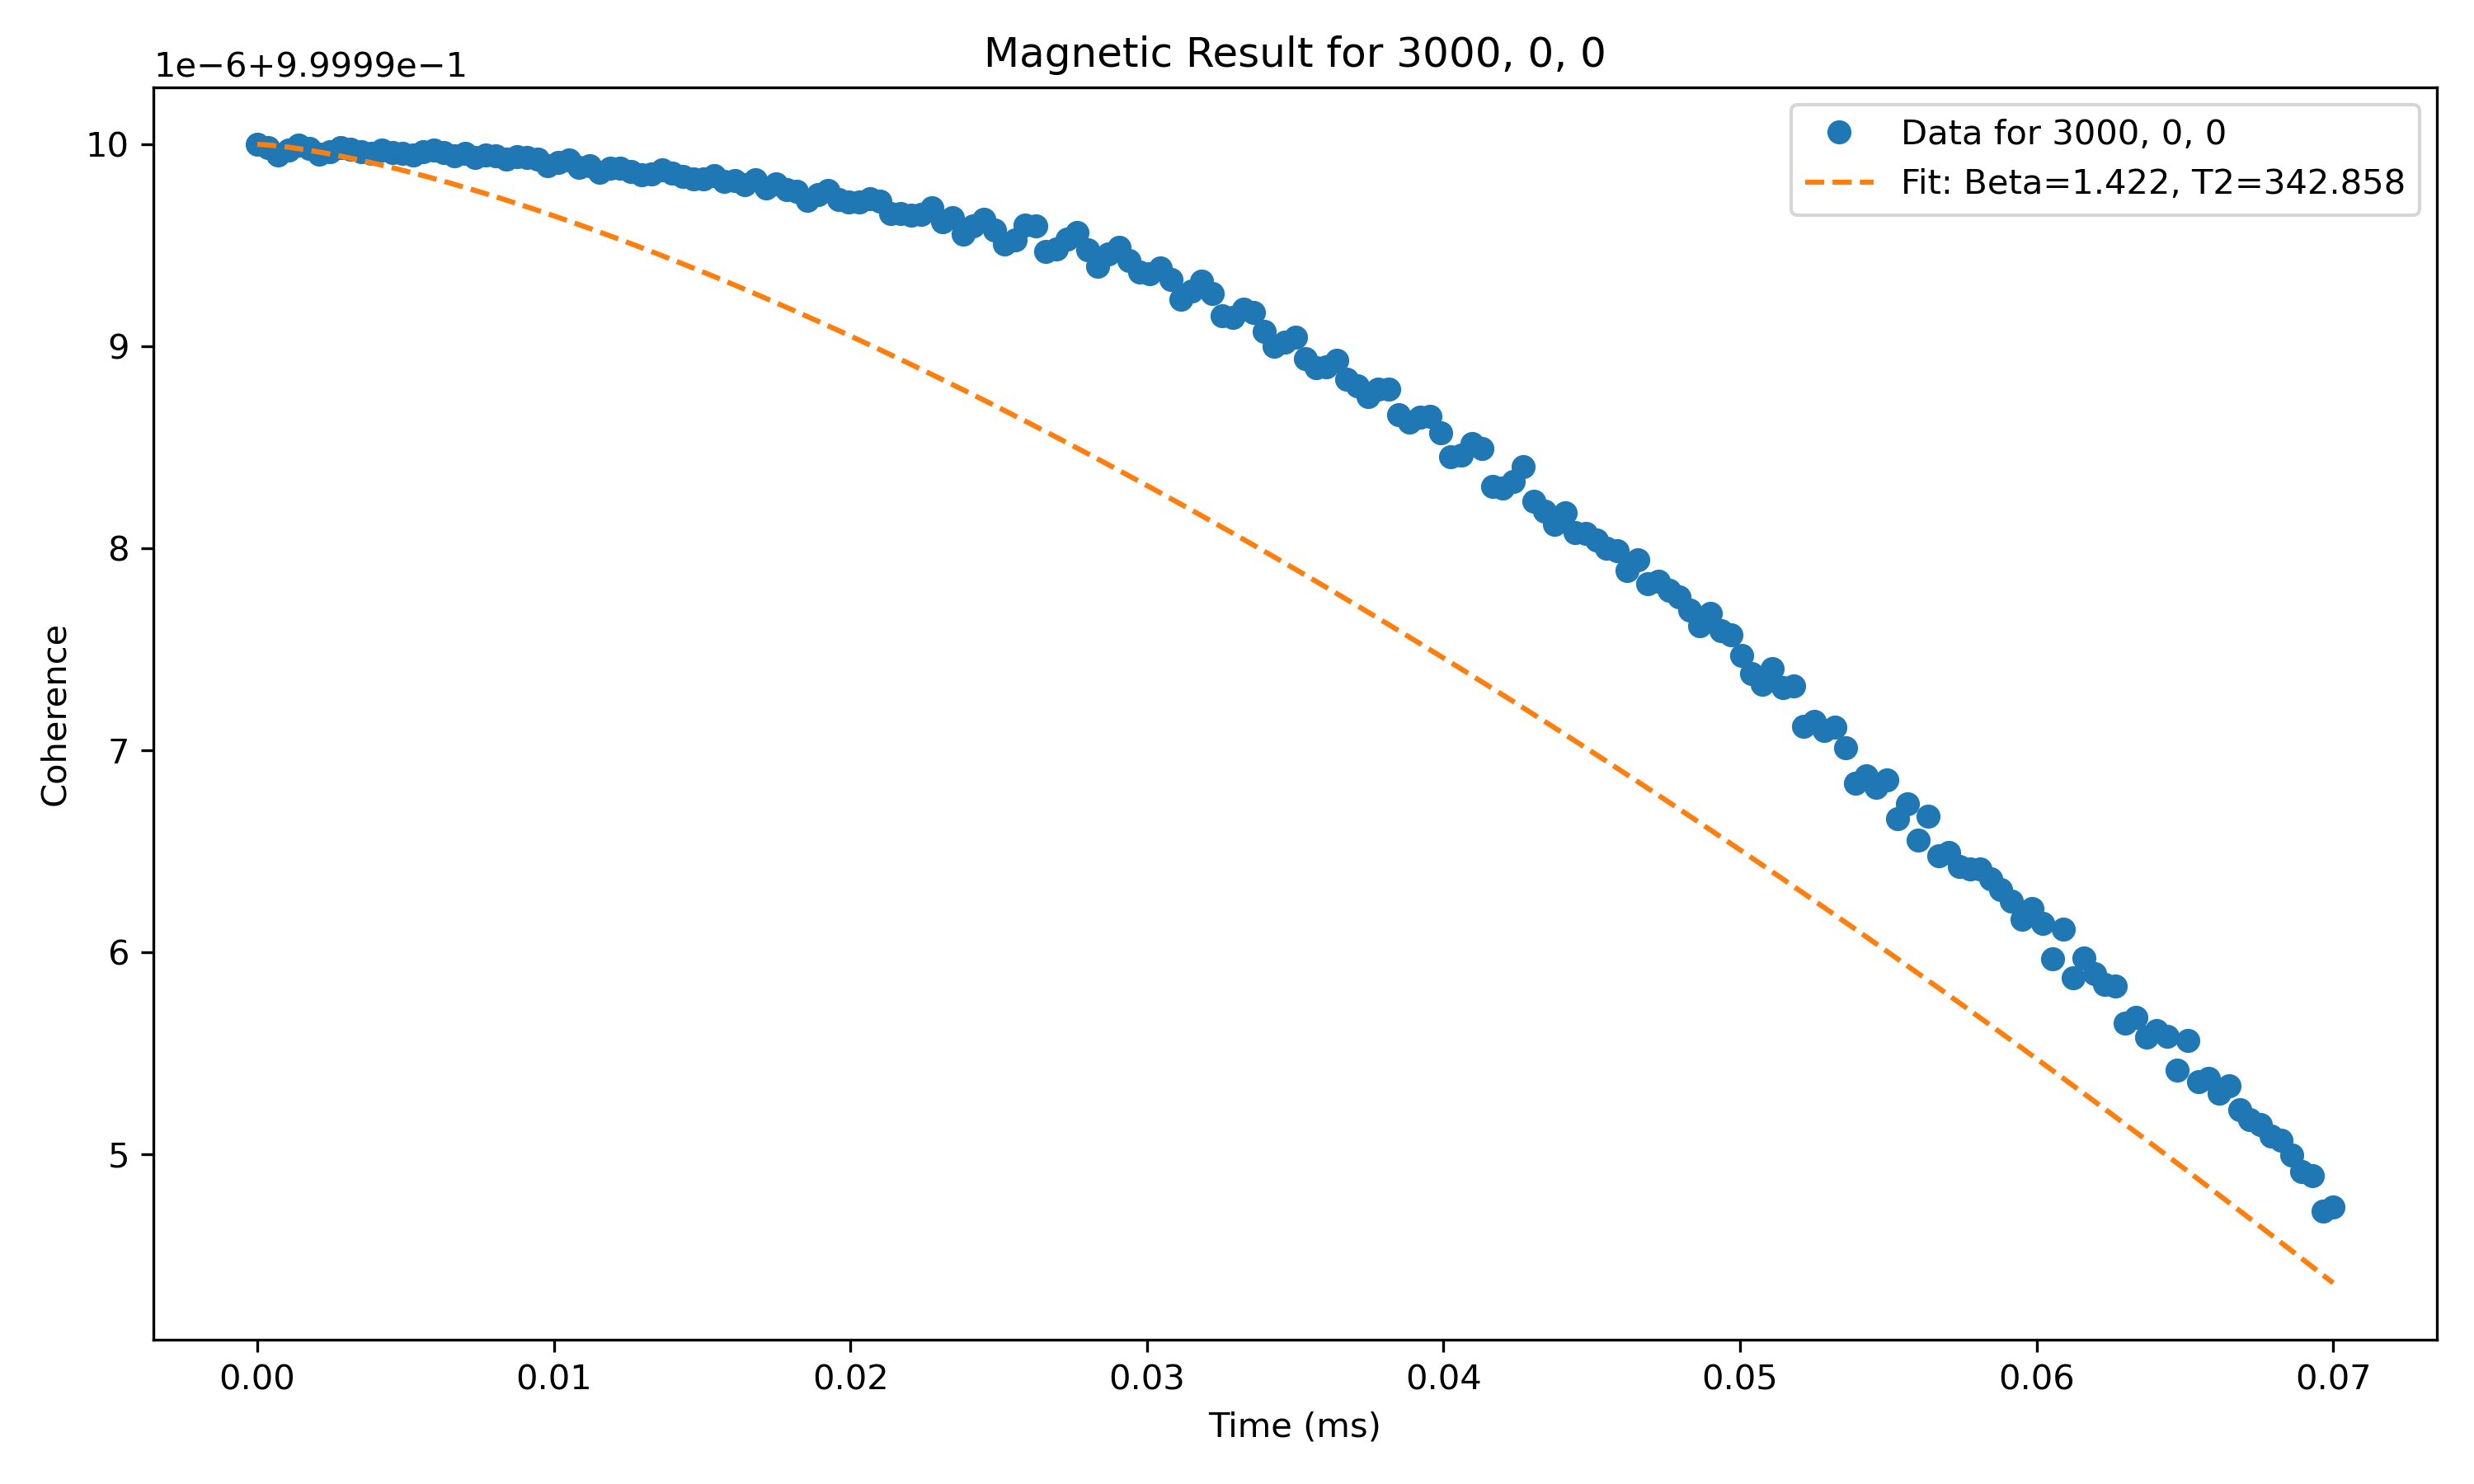 Magnetic Result for 3000, 0, 0
1e−6+9.9999e−1
Data for 3000, 0, 0
Fit: Beta=1.422, T2=342.858
10
9
8
7
6
5
Coherence
0.00 0.01 0.02 0.03 0.04 0.05 0.06 0.07
Time (ms)